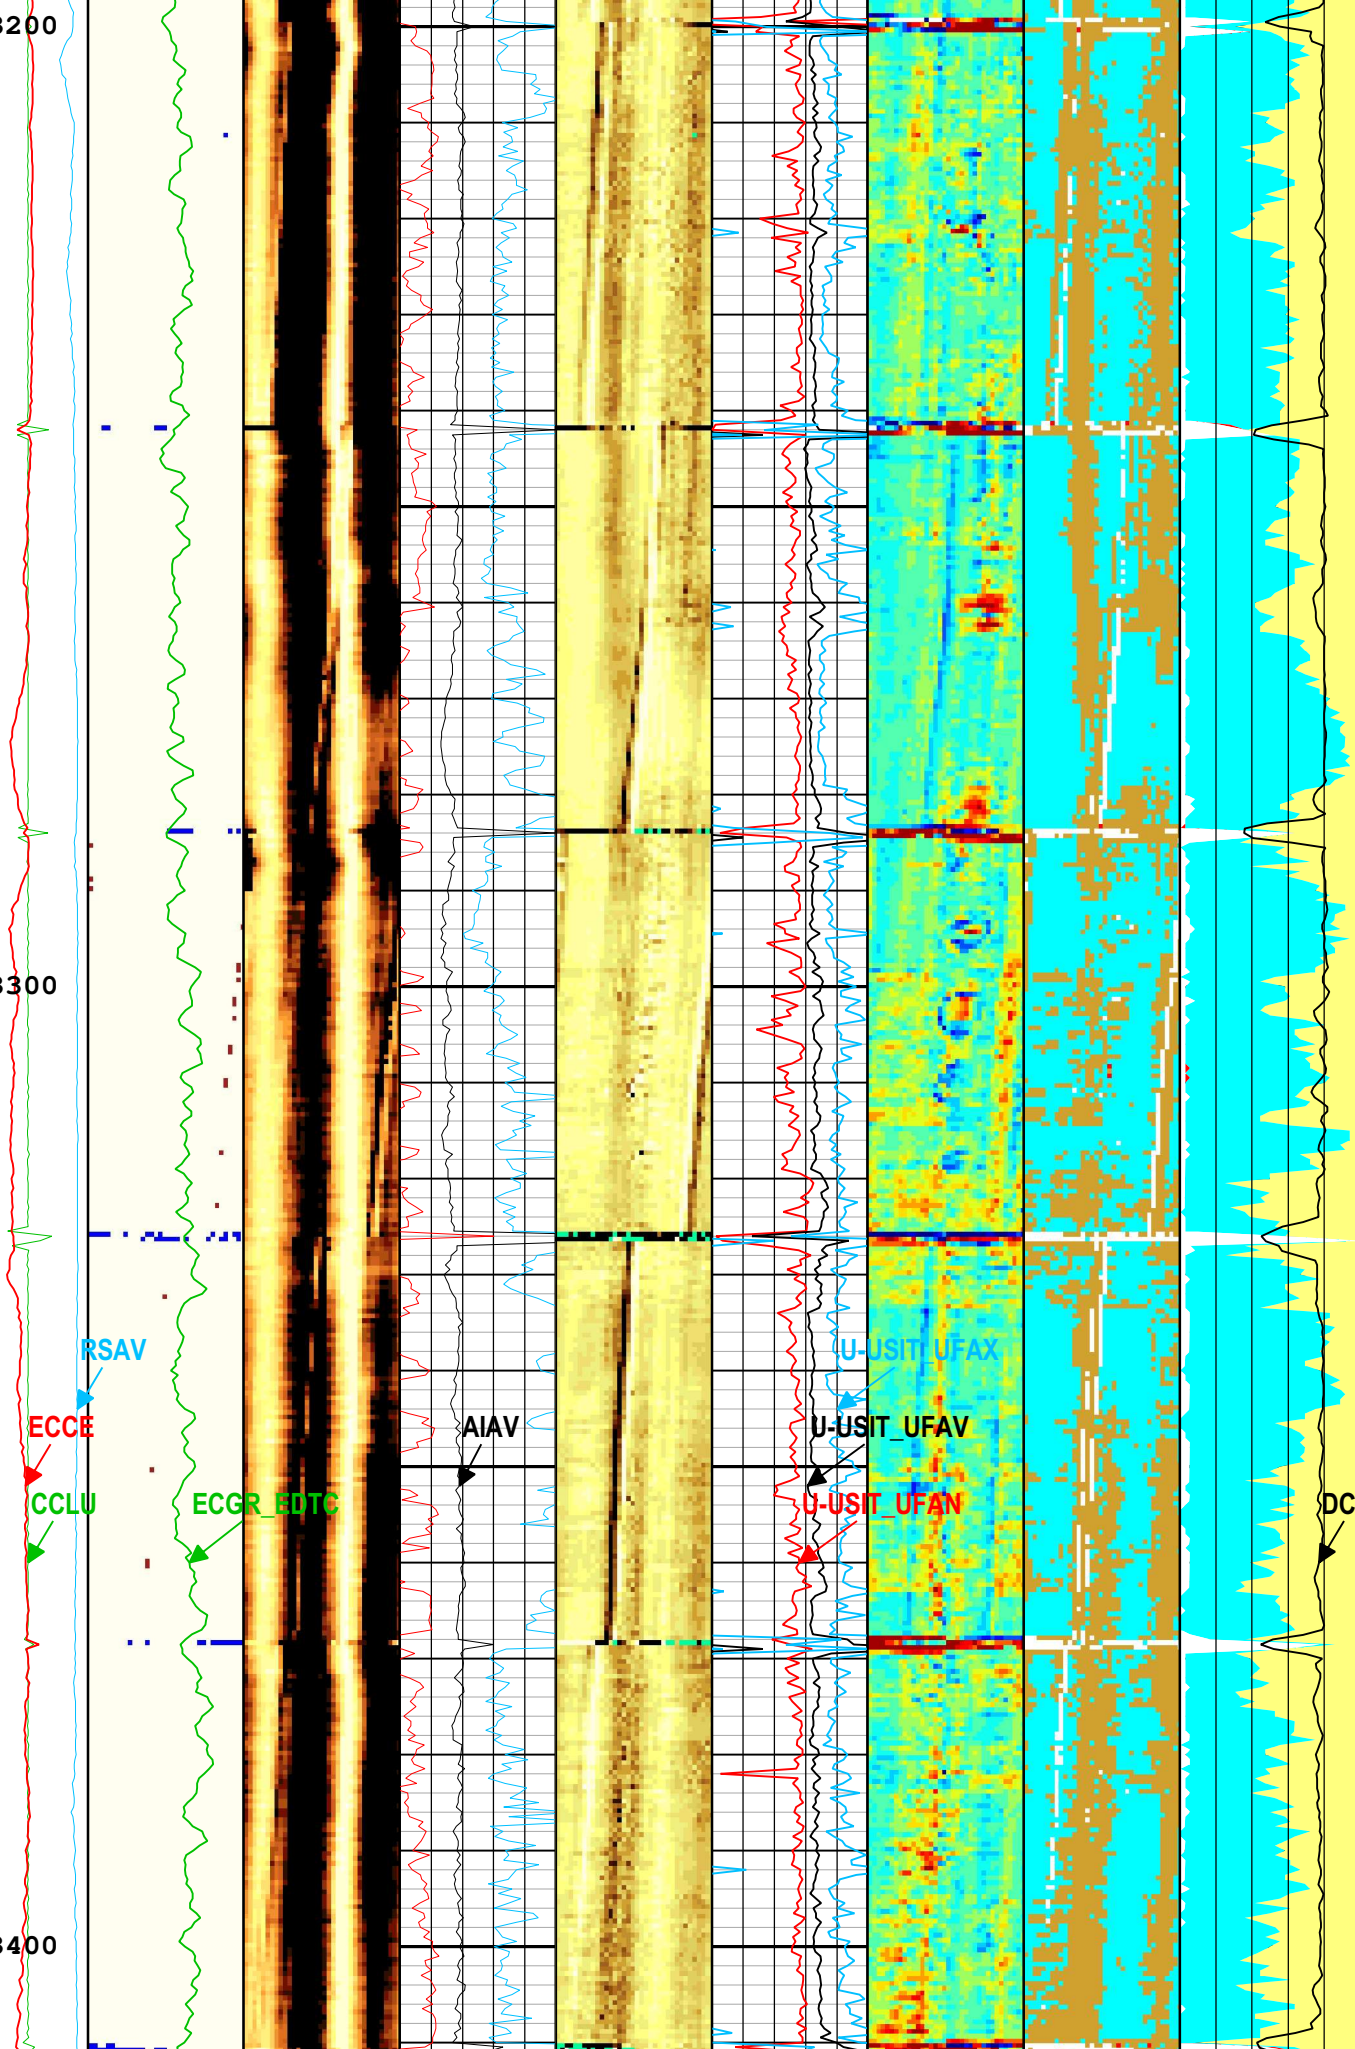 3200
3300
RSAV
U-USIT_UFAX
ECCE
AIAV
U-USIT_UFAV
CCLU
ECGR_EDTC
U-USIT_UFAN
DC
3400